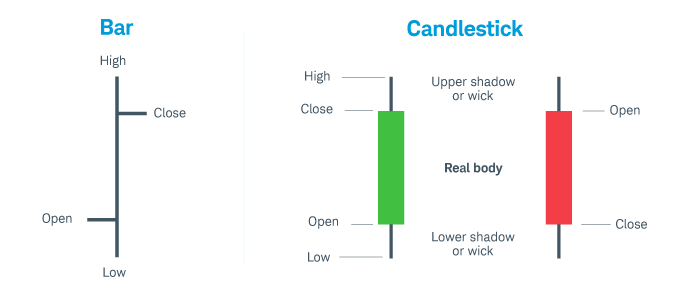 Bar
High
Close
Open
Low
Candlestick
High
Close
Open
Low
Upper shadow
or wick
Real body
Lower shadow
or wick
Open
Close